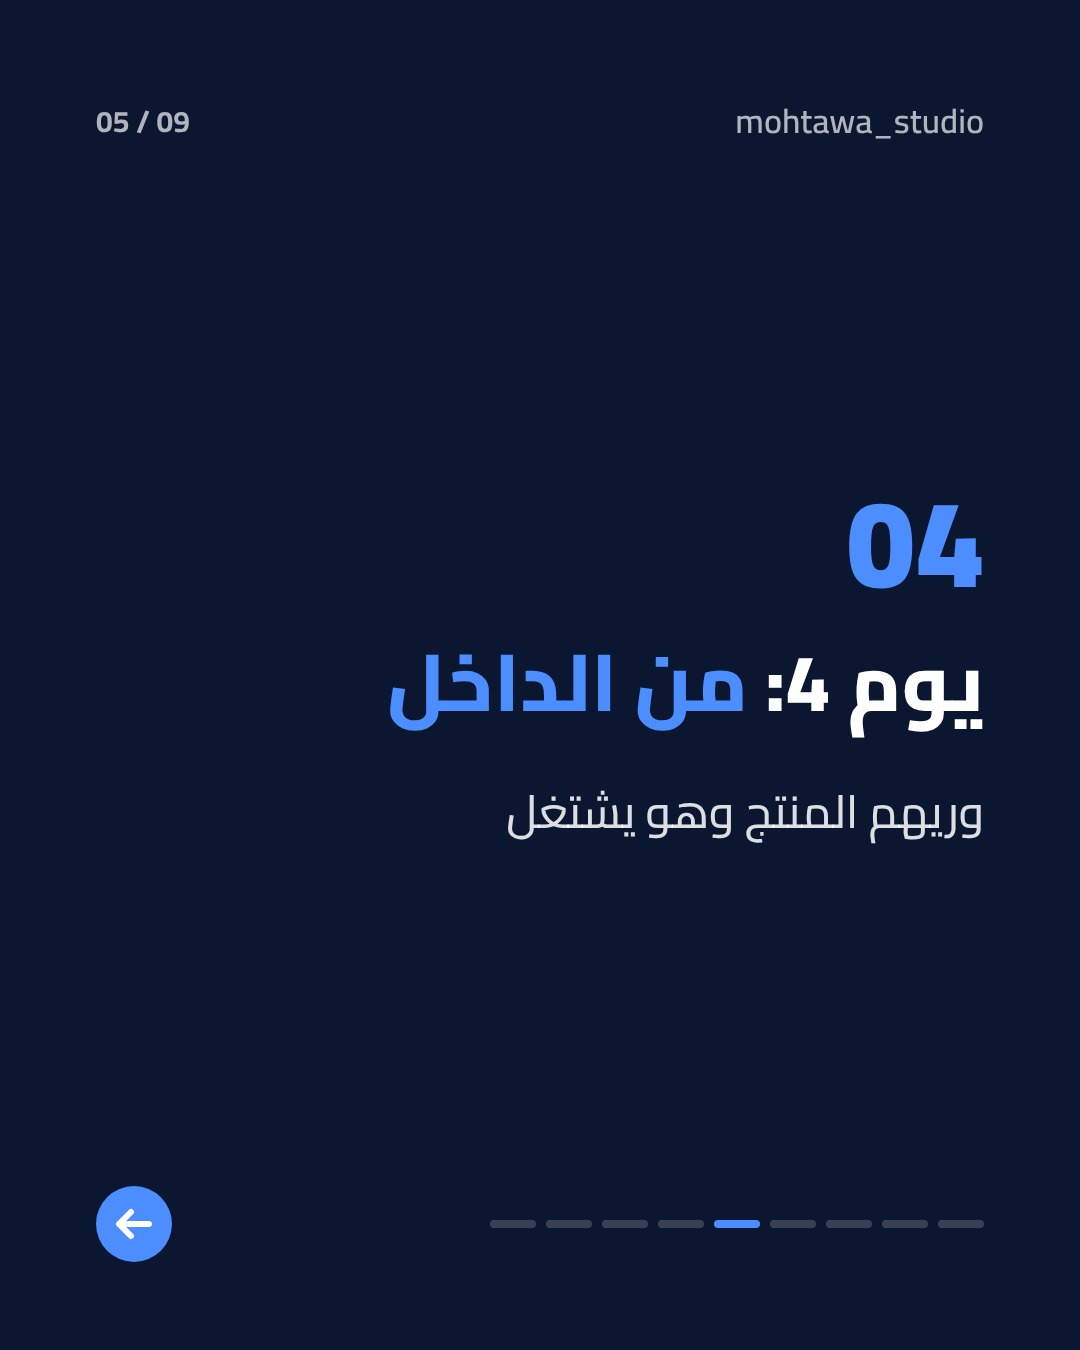 mohtawa_studio
05 / 09
04
يوم 4: من الداخل
وريهم المنتج وهو يشتغل